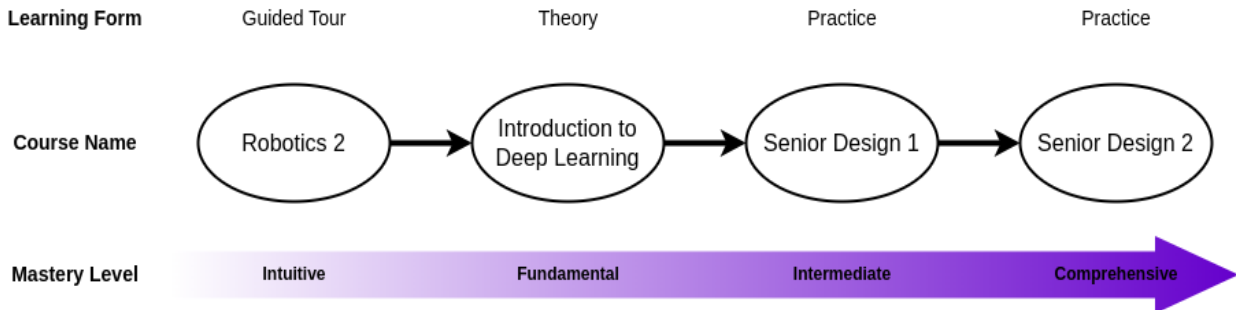 Learning Form Guided Tour Theory Practice Practice
Course Name Robotics 2 Introduction to Deep Learning Senior Design 1 Senior Design 2
Mastery Level Intuitive Fundamental Intermediate Comprehensive